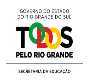 GOVERNO DO ESTADO
DO RIO GRANDE DO SUL
TODOS
PELO RIO GRANDE
SECRETARIA DA EDUCAÇÃO